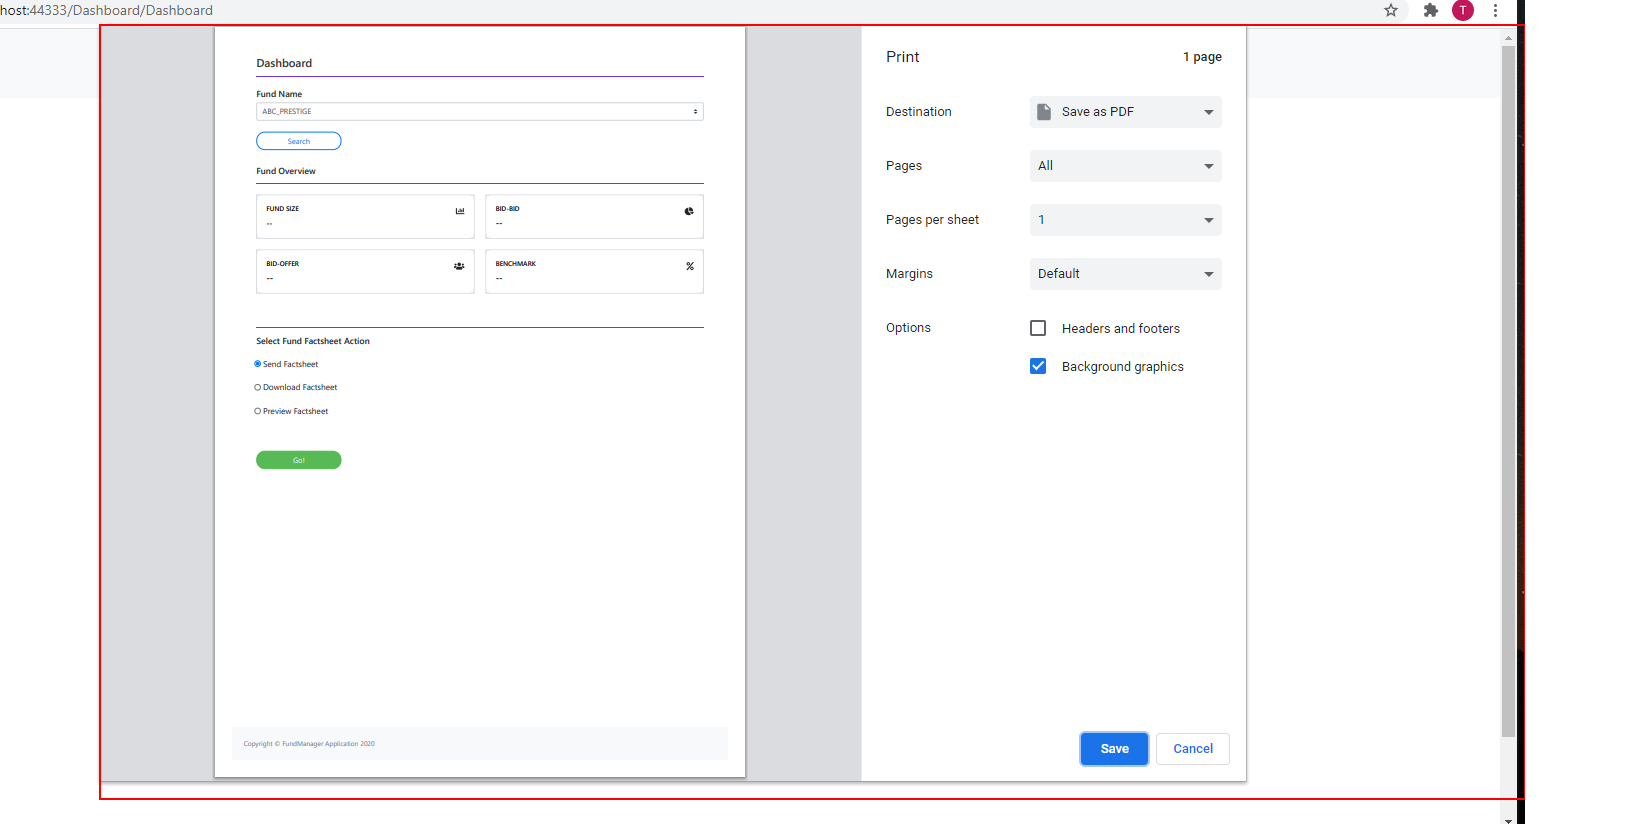 host:44333/Dashboard/Dashboard
T
Dashboard
Fund Name
ABC_PRESTIGE
Search
Fund Overview
FUND SIZE
--
BID-BID
--
BID-OFFER
--
BENCHMARK
--
Select Fund Factsheet Action
Send Factsheet
Download Factsheet
Preview Factsheet
Go!
Copyright © FundManager Application 2020
Print
1 page
Destination
Save as PDF
Pages
All
Pages per sheet
1
Margins
Default
Options
Headers and footers
Background graphics
Save
Cancel